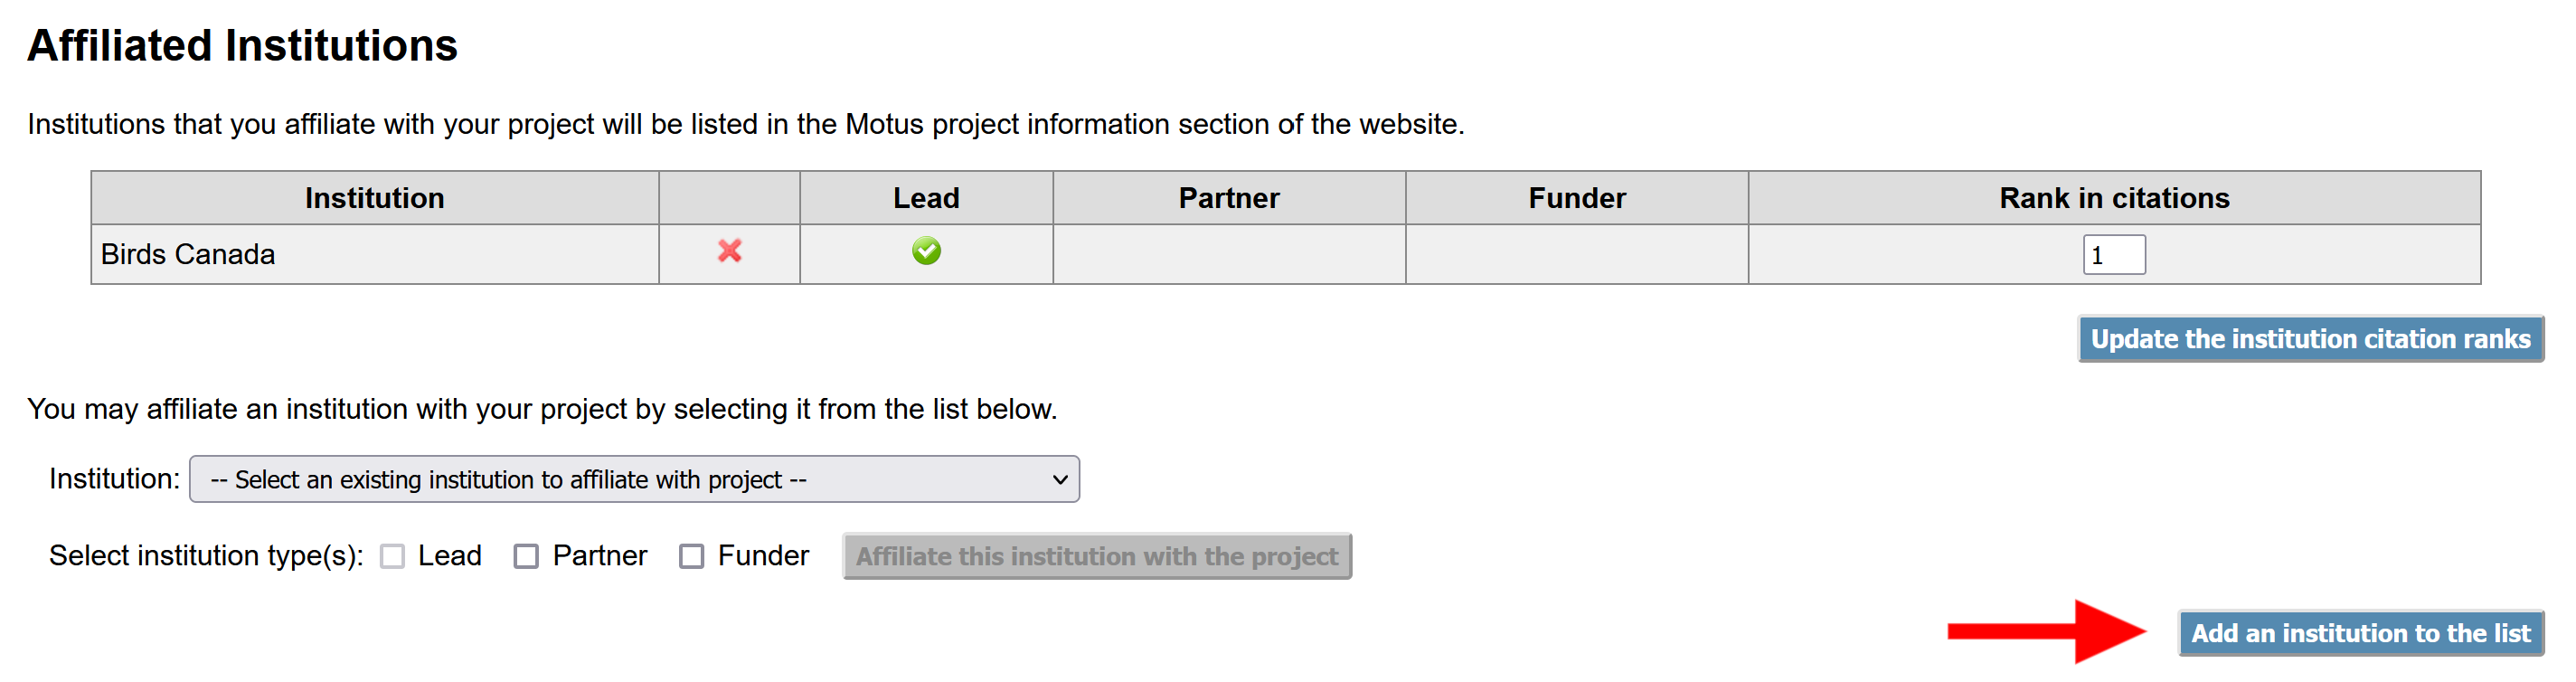 Affiliated Institutions
Institutions that you affiliate with your project will be listed in the Motus project information section of the website.
Institution Lead Partner Funder Rank in citations
Birds Canada 1
Update the institution citation ranks
You may affiliate an institution with your project by selecting it from the list below.
Institution: -- Select an existing institution to affiliate with project --
Select institution type(s): Lead Partner Funder Affiliate this institution with the project
Add an institution to the list